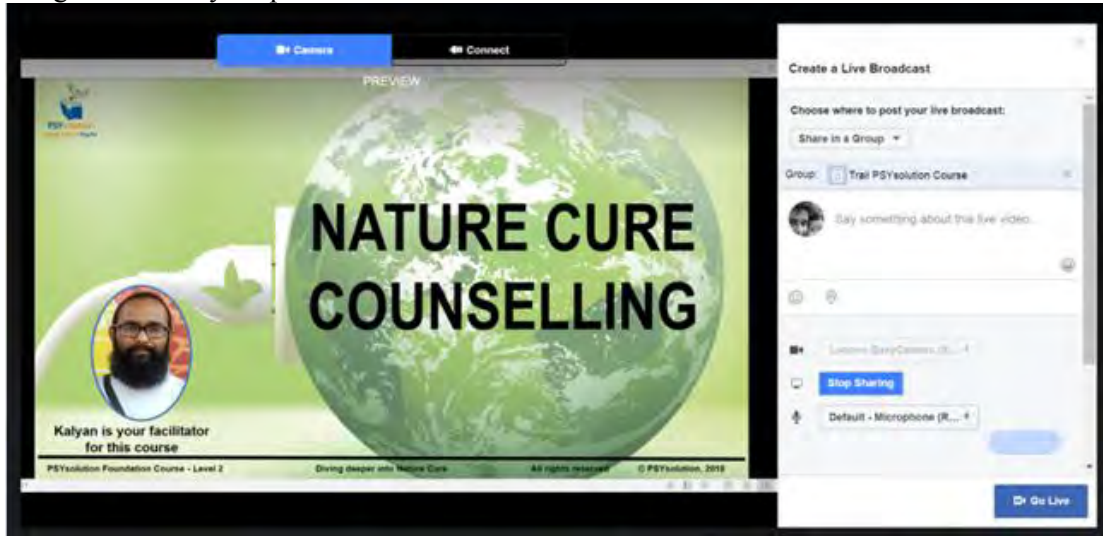 Camera
Connect
PREVIEW
NATURE CURE
COUNSELLING
Kalyan is your facilitator
for this course
PSYsolution Foundation Course - Level 2
Diving deeper into Nature Cure
All rights reserved
© PSYsolution, 2018
Create a Live Broadcast
Choose where to post your live broadcast:
Share in a Group
Group:
Trail PSYsolution Course
Say something about this live video...
Stop Sharing
Default - Microphone (R...
Go Live